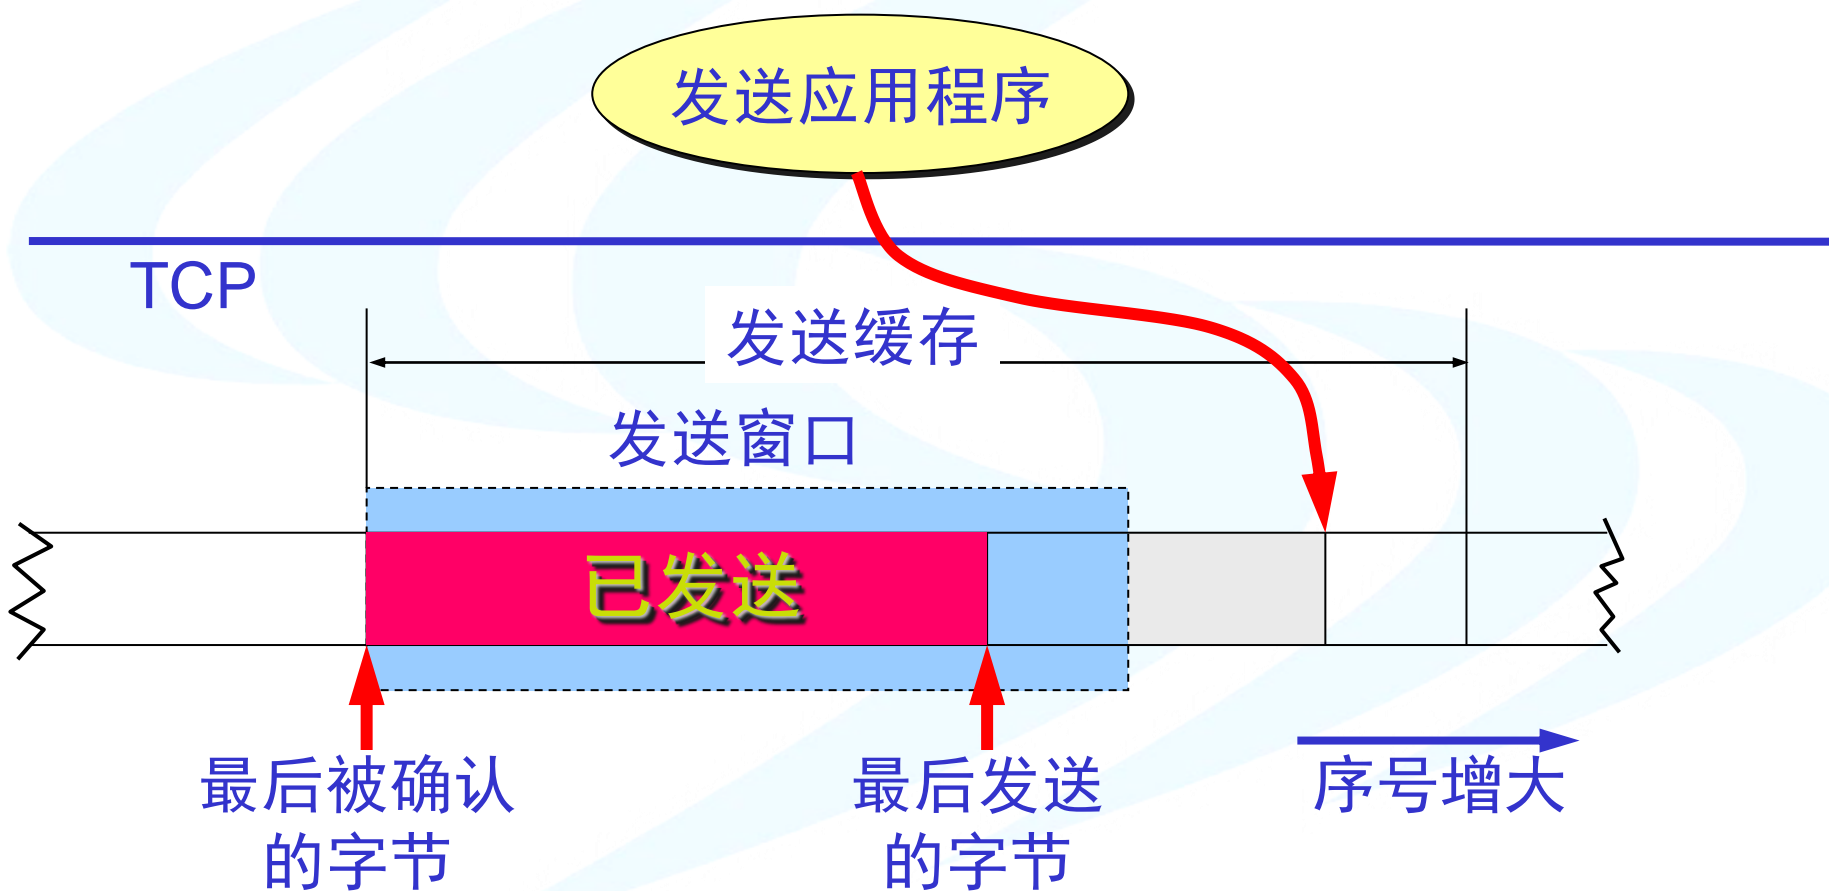 发送应用程序
TCP
发送缓存
发送窗口
已发送
最后被确认
的字节
最后发送
的字节
序号增大